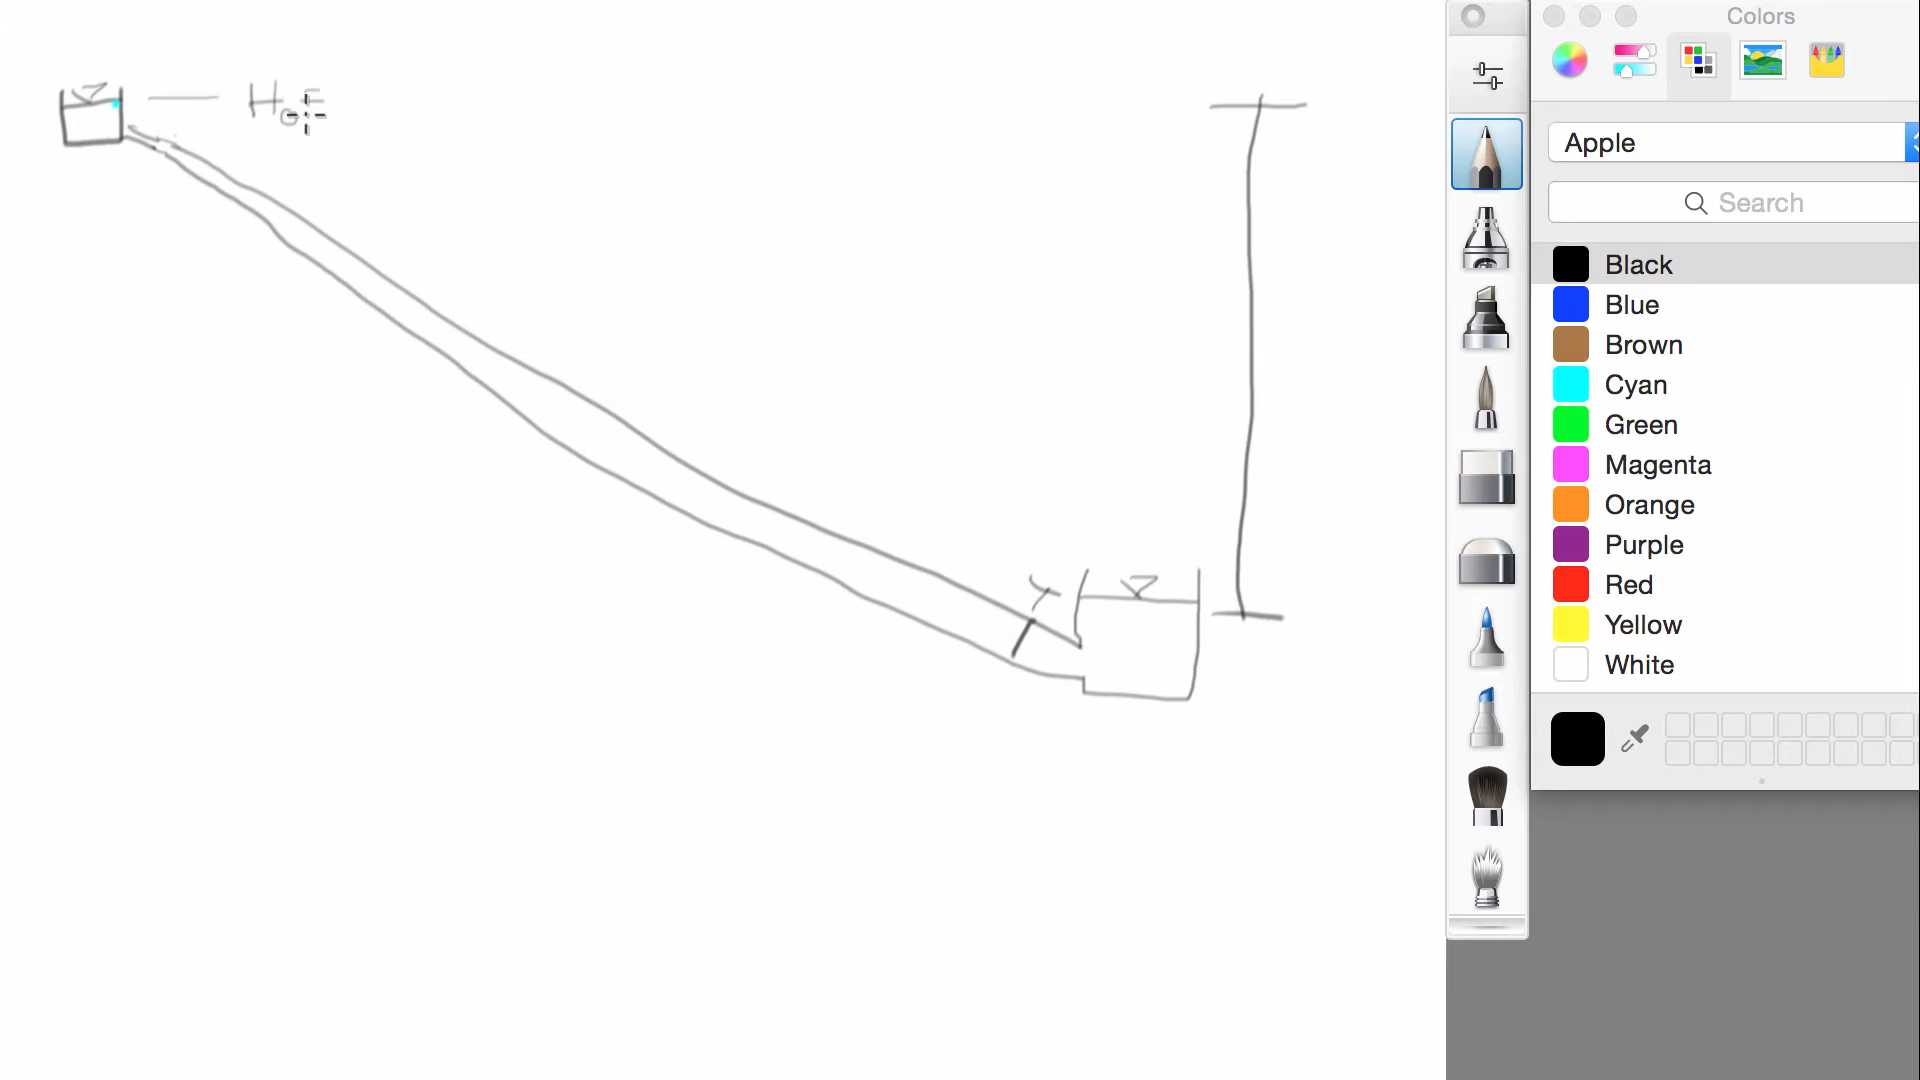 Colors
Apple
Search
Black
Blue
Brown
Cyan
Green
Magenta
Orange
Purple
Red
Yellow
White